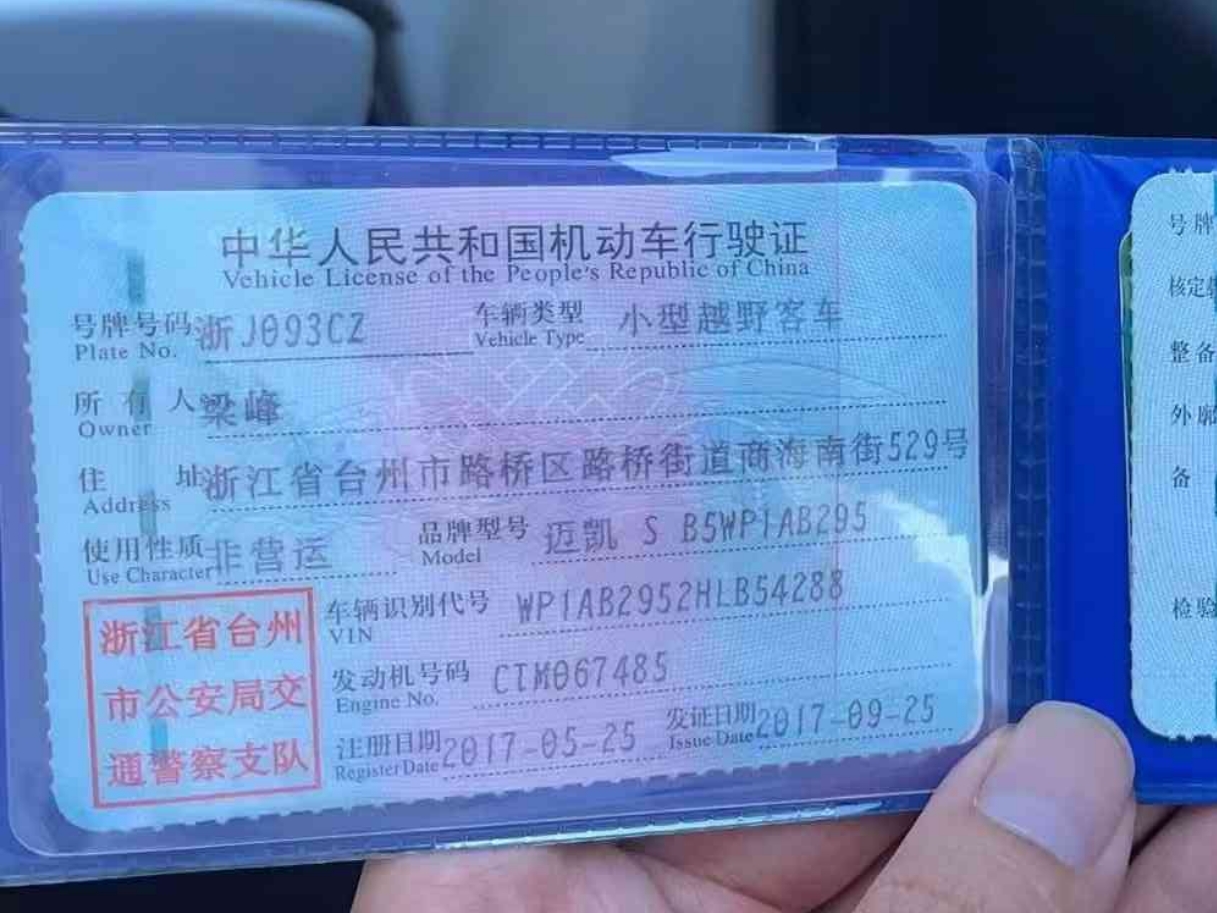 中华人民共和国机动车行驶证
Vehicle License of the People's Republic of China
号牌号码 浙J093CZ 车辆类型 小型越野客车
Plate No. Vehicle Type
所有人 梁峰
Owner
住址 浙江省台州市路桥区路桥街道商海南街529号
Address
使用性质 非营运 品牌型号 迈凯 S B5WP1AB295
Use Character Model
浙江省台州
市公安局交
通警察支队
车辆识别代号 WP1AB2952HLB54288
VIN
发动机号码 CTM067485
Engine No.
注册日期 2017-05-25 发证日期 2017-09-25
Register Date Issue Date
号牌
核定
整备
外廓
备
检验